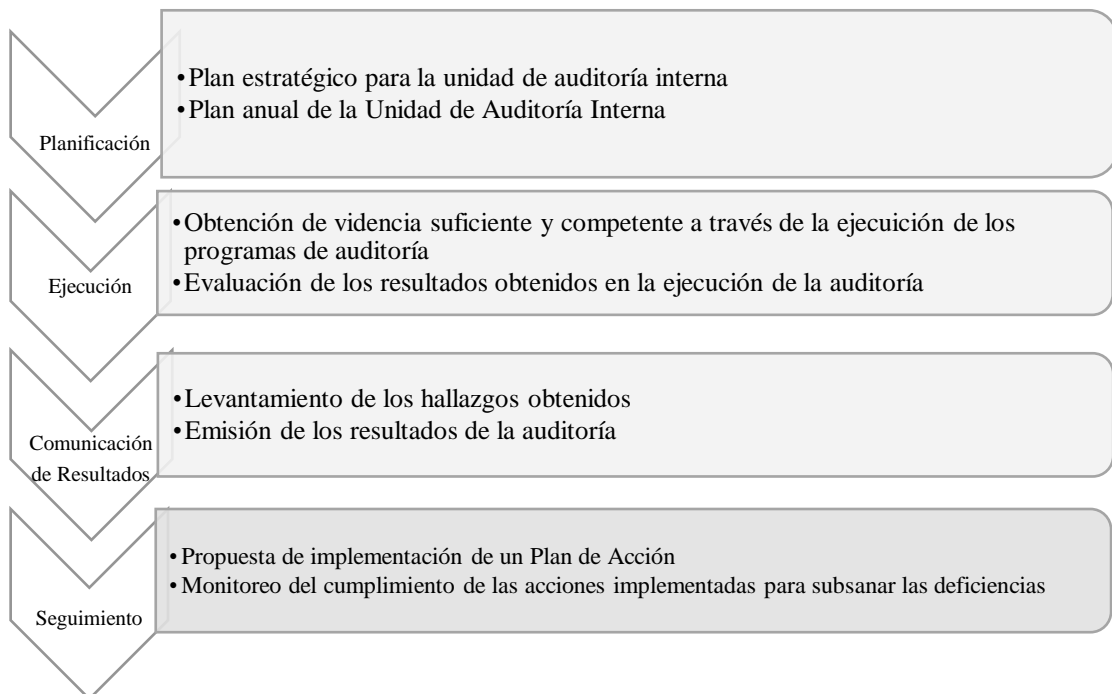 Planificación
•Plan estratégico para la unidad de auditoría interna
•Plan anual de la Unidad de Auditoría Interna
Ejecución
•Obtención de videncia suficiente y competente a través de la ejecuición de los
programas de auditoría
•Evaluación de los resultados obtenidos en la ejecución de la auditoría
Comunicación
de Resultados
•Levantamiento de los hallazgos obtenidos
•Emisión de los resultados de la auditoría
Seguimiento
•Propuesta de implementación de un Plan de Acción
•Monitoreo del cumplimiento de las acciones implementadas para subsanar las deficiencias